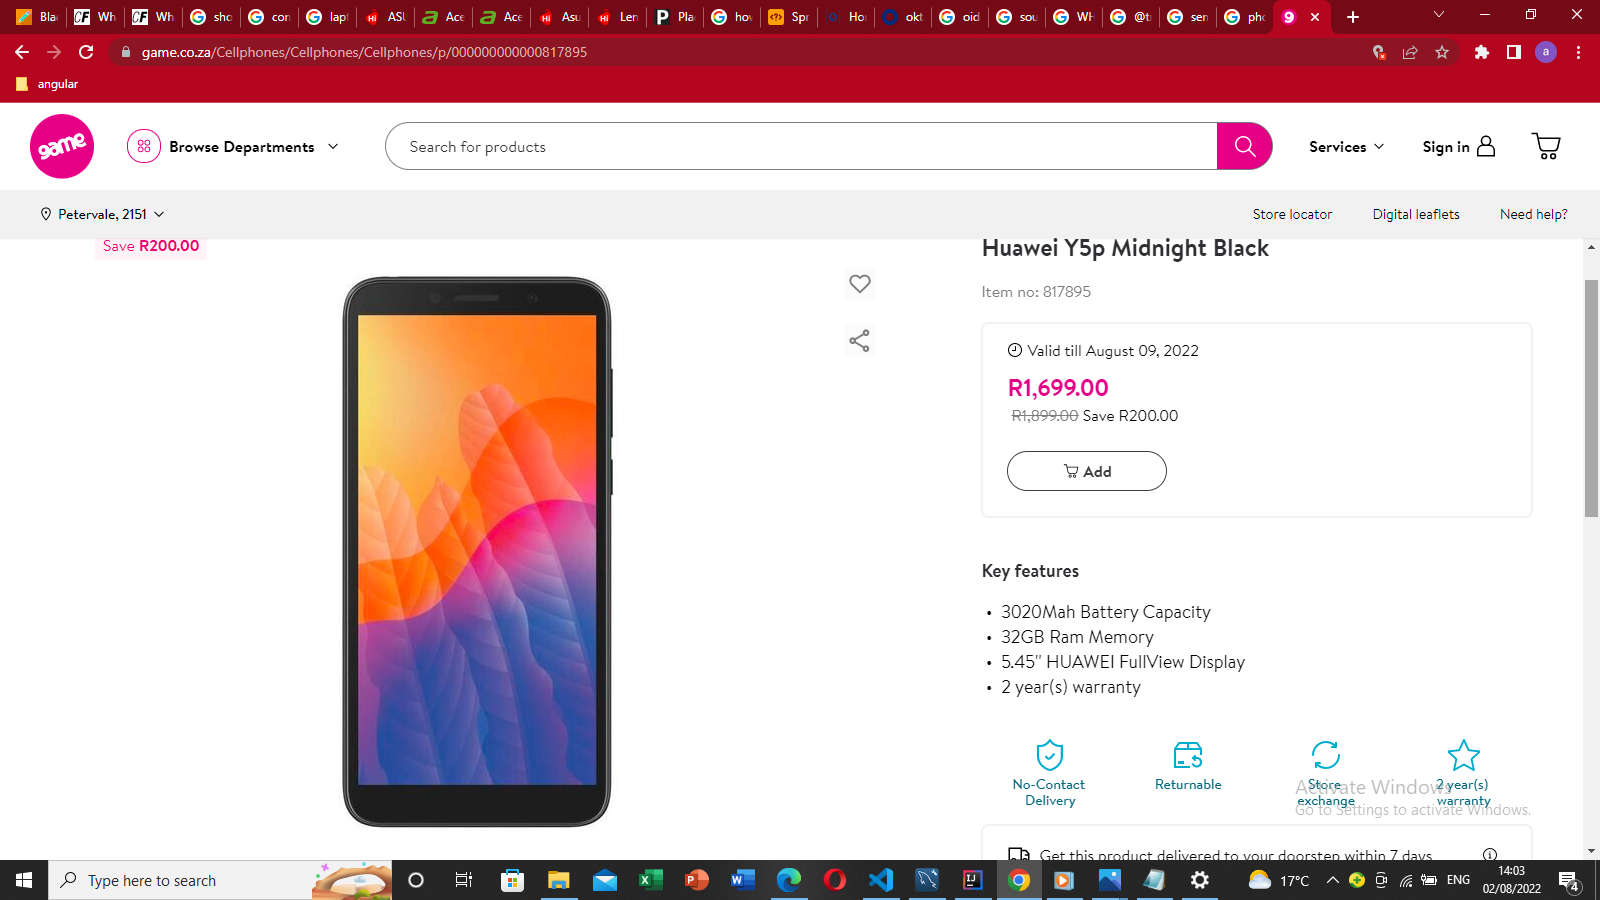 Bla
Wh
Wh
sho
con
lapt
ASU
Ace
Ace
Asu
Len
Pla
hov
Spr
Hor
okt
oid
sou
WH
@ti
sen
pho
game.co.za/Cellphones/Cellphones/Cellphones/p/000000000000817895
a
angular
game
Browse Departments
Search for products
Services
Sign in
Petervale, 2151
Store locator
Digital leaflets
Need help?
Save R200.00
Huawei Y5p Midnight Black
Item no: 817895
Valid till August 09, 2022
R1,699.00
R1,899.00 Save R200.00
Add
Key features
• 3020Mah Battery Capacity
• 32GB Ram Memory
• 5.45" HUAWEI FullView Display
• 2 year(s) warranty
No-Contact
Delivery
Returnable
Store
exchange
2 year(s)
warranty
Activate Windows
Go to Settings to activate Windows.
Get this product delivered to your doorstep within 7 days
Type here to search
17°C
ENG
14:03
02/08/2022
4